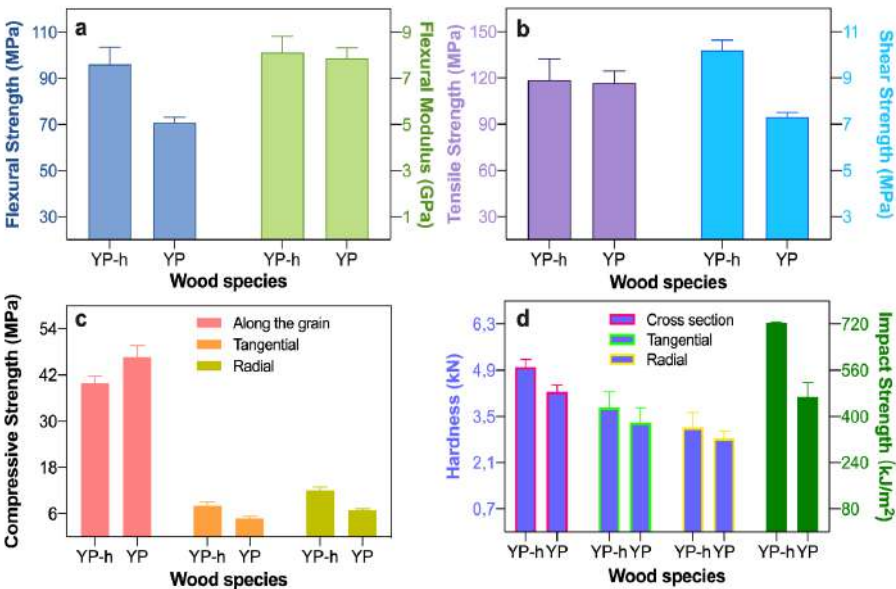 a
Flexural Strength (MPa)
110
90
70
50
30
Flexural Modulus (GPa)
9
7
5
3
1
YP-h YP YP-h YP
Wood species
b
Tensile Strength (MPa)
150
120
90
60
30
Shear Strength (MPa)
11
9
7
5
3
YP-h YP YP-h YP
Wood species
c
Compressive Strength (MPa)
54
42
30
18
6
Along the grain
Tangential
Radial
YP-h YP YP-h YP YP-h YP
Wood species
d
Hardness (kN)
6.3
4.9
3.5
2.1
0.7
Cross section
Tangential
Radial
Impact Strength (kJ/m²)
720
560
400
240
80
YP-h YP YP-h YP YP-h YP YP-h YP
Wood species